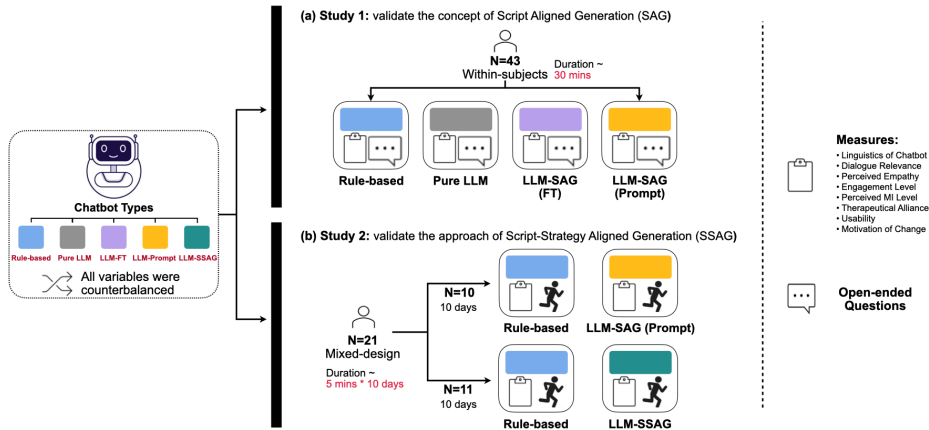 Chatbot Types
Rule-based Pure LLM LLM-FT LLM-Prompt LLM-SSAG
All variables were
counterbalanced
(a) Study 1: validate the concept of Script Aligned Generation (SAG)
N=43
Within-subjects
Duration ~
30 mins
Rule-based
Pure LLM
LLM-SAG
(FT)
LLM-SAG
(Prompt)
(b) Study 2: validate the approach of Script-Strategy Aligned Generation (SSAG)
N=21
Mixed-design
Duration ~
5 mins * 10 days
N=10
10 days
Rule-based
LLM-SAG (Prompt)
N=11
10 days
Rule-based
LLM-SSAG
Measures:
• Linguistics of Chatbot
• Dialogue Relevance
• Perceived Empathy
• Engagement Level
• Perceived MI Level
• Therapeutical Alliance
• Usability
• Motivation of Change
Open-ended
Questions